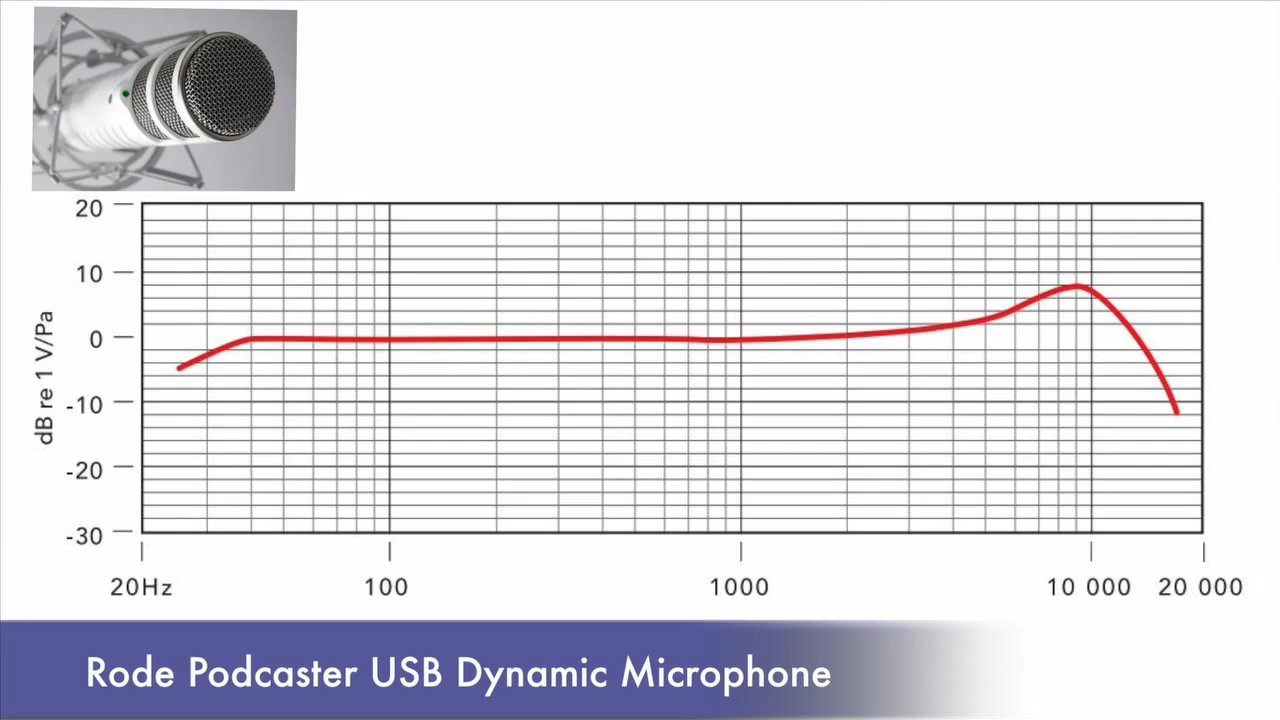 20
10
0
-10
-20
-30
dB re 1 V/Pa
20Hz 100 1000 10 000 20 000
Rode Podcaster USB Dynamic Microphone